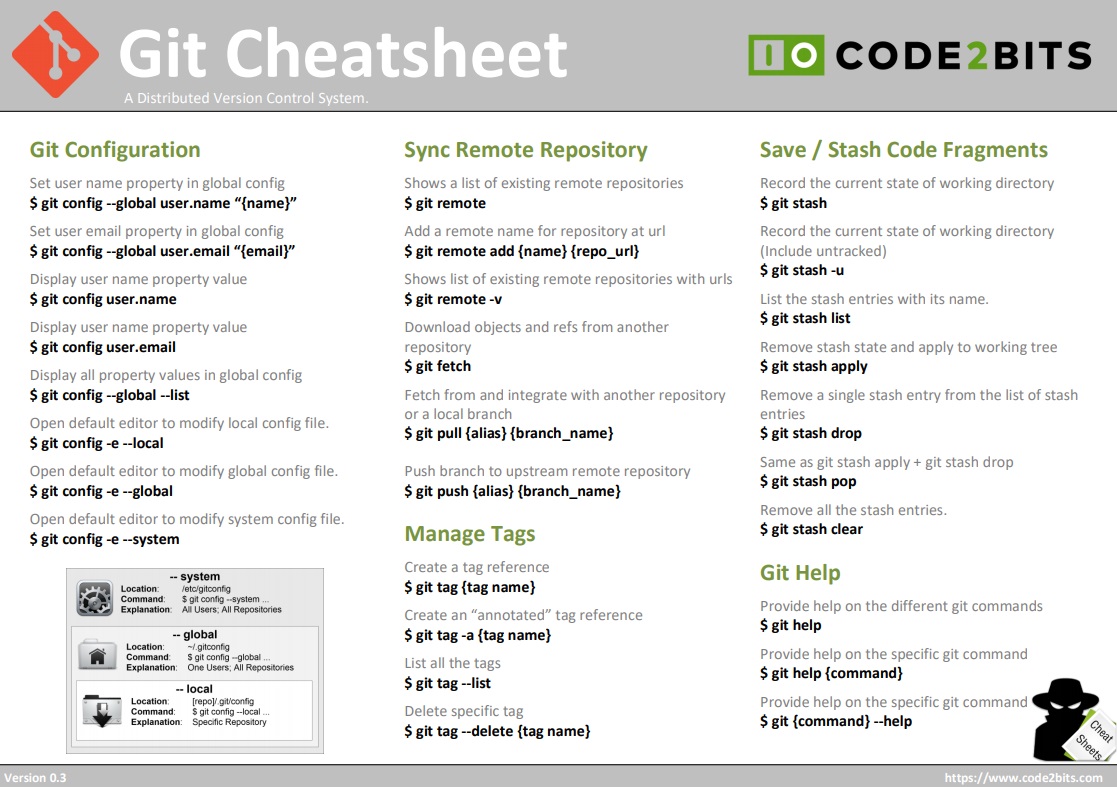 Git Cheatsheet
A Distributed Version Control System.
CODE2BITS
Git Configuration
Set user name property in global config
$ git config --global user.name “{name}”
Set user email property in global config
$ git config --global user.email “{email}”
Display user name property value
$ git config user.name
Display user name property value
$ git config user.email
Display all property values in global config
$ git config --global --list
Open default editor to modify local config file.
$ git config -e --local
Open default editor to modify global config file.
$ git config -e --global
Open default editor to modify system config file.
$ git config -e --system
-- system
Location: /etc/gitconfig
Command: $ git config --system ...
Explanation: All Users; All Repositories
-- global
Location: ~/.gitconfig
Command: $ git config --global ...
Explanation: One Users; All Repositories
-- local
Location: [repo]/.git/config
Command: $ git config --local ...
Explanation: Specific Repository
Sync Remote Repository
Shows a list of existing remote repositories
$ git remote
Add a remote name for repository at url
$ git remote add {name} {repo_url}
Shows list of existing remote repositories with urls
$ git remote -v
Download objects and refs from another
repository
$ git fetch
Fetch from and integrate with another repository
or a local branch
$ git pull {alias} {branch_name}
Push branch to upstream remote repository
$ git push {alias} {branch_name}
Manage Tags
Create a tag reference
$ git tag {tag name}
Create an “annotated” tag reference
$ git tag -a {tag name}
List all the tags
$ git tag --list
Delete specific tag
$ git tag --delete {tag name}
Save / Stash Code Fragments
Record the current state of working directory
$ git stash
Record the current state of working directory
(Include untracked)
$ git stash -u
List the stash entries with its name.
$ git stash list
Remove stash state and apply to working tree
$ git stash apply
Remove a single stash entry from the list of stash
entries
$ git stash drop
Same as git stash apply + git stash drop
$ git stash pop
Remove all the stash entries.
$ git stash clear
Git Help
Provide help on the different git commands
$ git help
Provide help on the specific git command
$ git help {command}
Provide help on the specific git command
$ git {command} --help
Cheat
Sheets
Version 0.3
https://www.code2bits.com